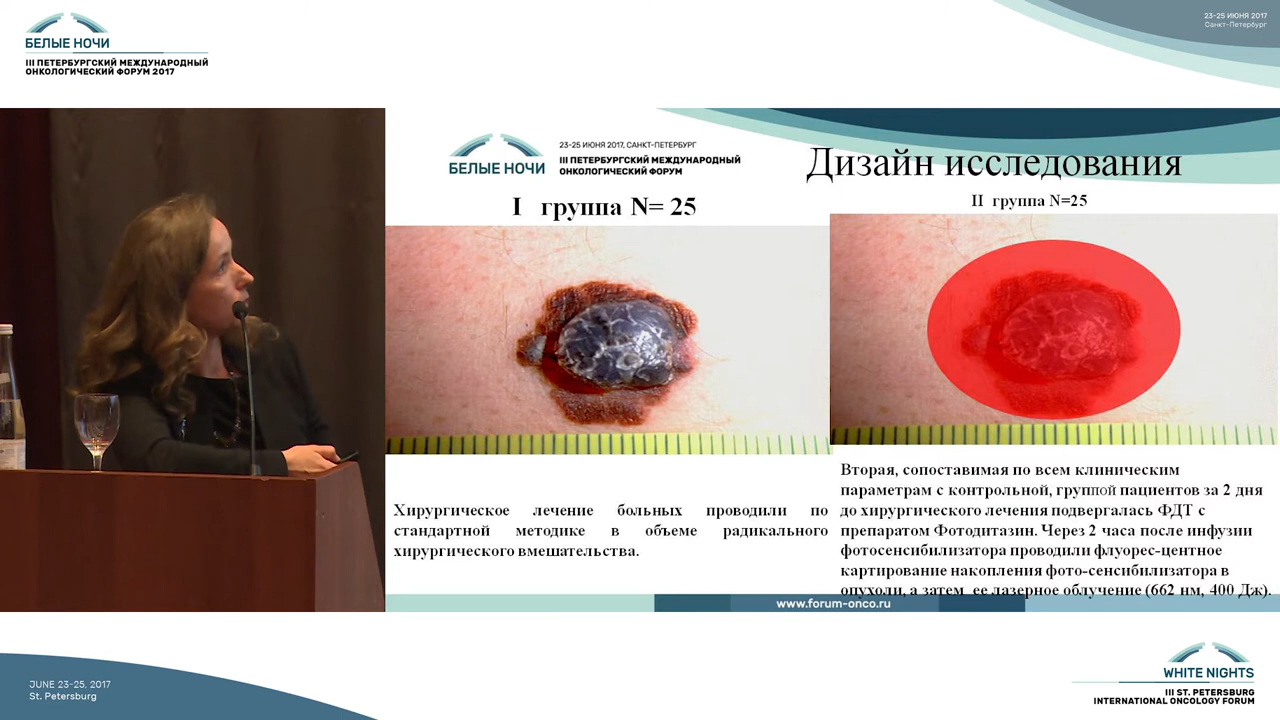 БЕЛЫЕ НОЧИ
III ПЕТЕРБУРГСКИЙ МЕЖДУНАРОДНЫЙ
ОНКОЛОГИЧЕСКИЙ ФОРУМ 2017
23-25 ИЮНЯ 2017
Санкт-Петербург
БЕЛЫЕ НОЧИ
23-25 ИЮНЯ 2017, САНКТ-ПЕТЕРБУРГ
III ПЕТЕРБУРГСКИЙ МЕЖДУНАРОДНЫЙ
ОНКОЛОГИЧЕСКИЙ ФОРУМ
Дизайн исследования
I группа N= 25
II группа N=25
Хирургическое лечение больных проводили по
стандартной методике в объеме радикального
хирургического вмешательства.
Вторая, сопоставимая по всем клиническим
параметрам с контрольной, группой пациентов за 2 дня
до хирургического лечения подвергалась ФДТ с
препаратом Фотодитазин. Через 2 часа после инфузии
фотосенсибилизатора проводили флуорес-центное
картирование накопления фото-сенсибилизатора в
опухоли, а затем ее лазерное облучение (662 нм, 400 Дж).
www.forum-onco.ru
JUNE 23-25, 2017
St. Petersburg
WHITE NIGHTS
III ST. PETERSBURG
INTERNATIONAL ONCOLOGY FORUM